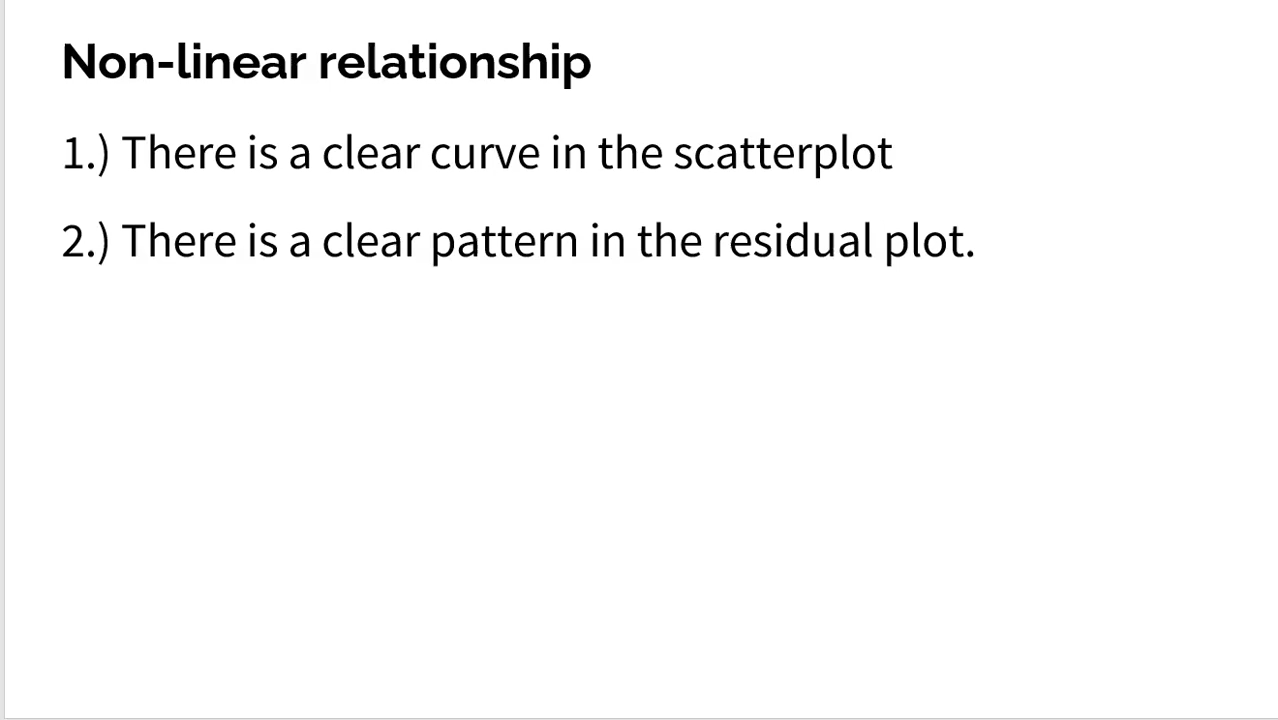 Non-linear relationship
1.) There is a clear curve in the scatterplot
2.) There is a clear pattern in the residual plot.